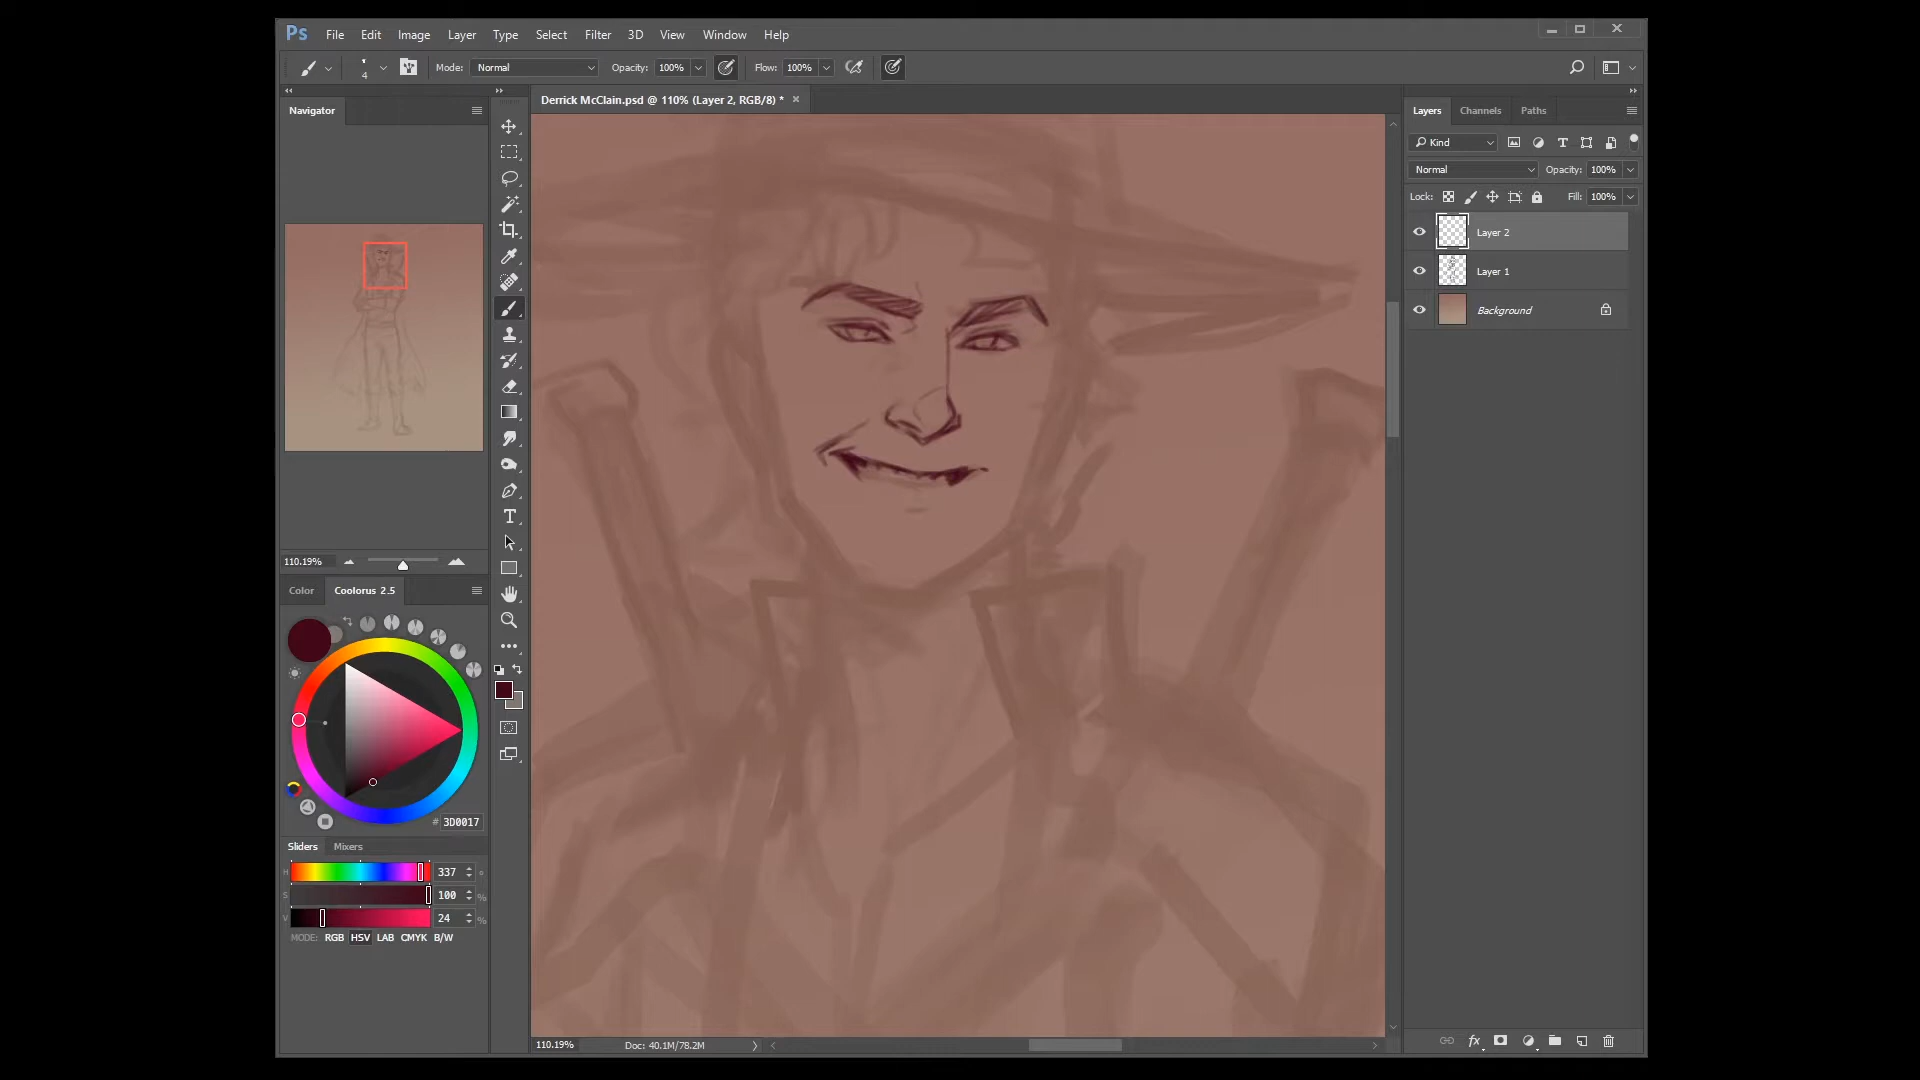 Ps File Edit Image Layer Type Select Filter 3D View Window Help
4 Mode: Normal Opacity: 100% Flow: 100%
Navigator
Derrick McClain.psd @ 110% (Layer 2, RGB/8) *
Layers Channels Paths
Kind
Normal Opacity: 100%
Lock: Fill: 100%
Layer 2
Layer 1
Background
110.19%
Color Coolorus 2.5
# 3D0017
Sliders Mixers
H 337 °
S 100 %
V 24 %
MODE: RGB HSV LAB CMYK B/W
110.19% Doc: 40.1M/78.2M
fx